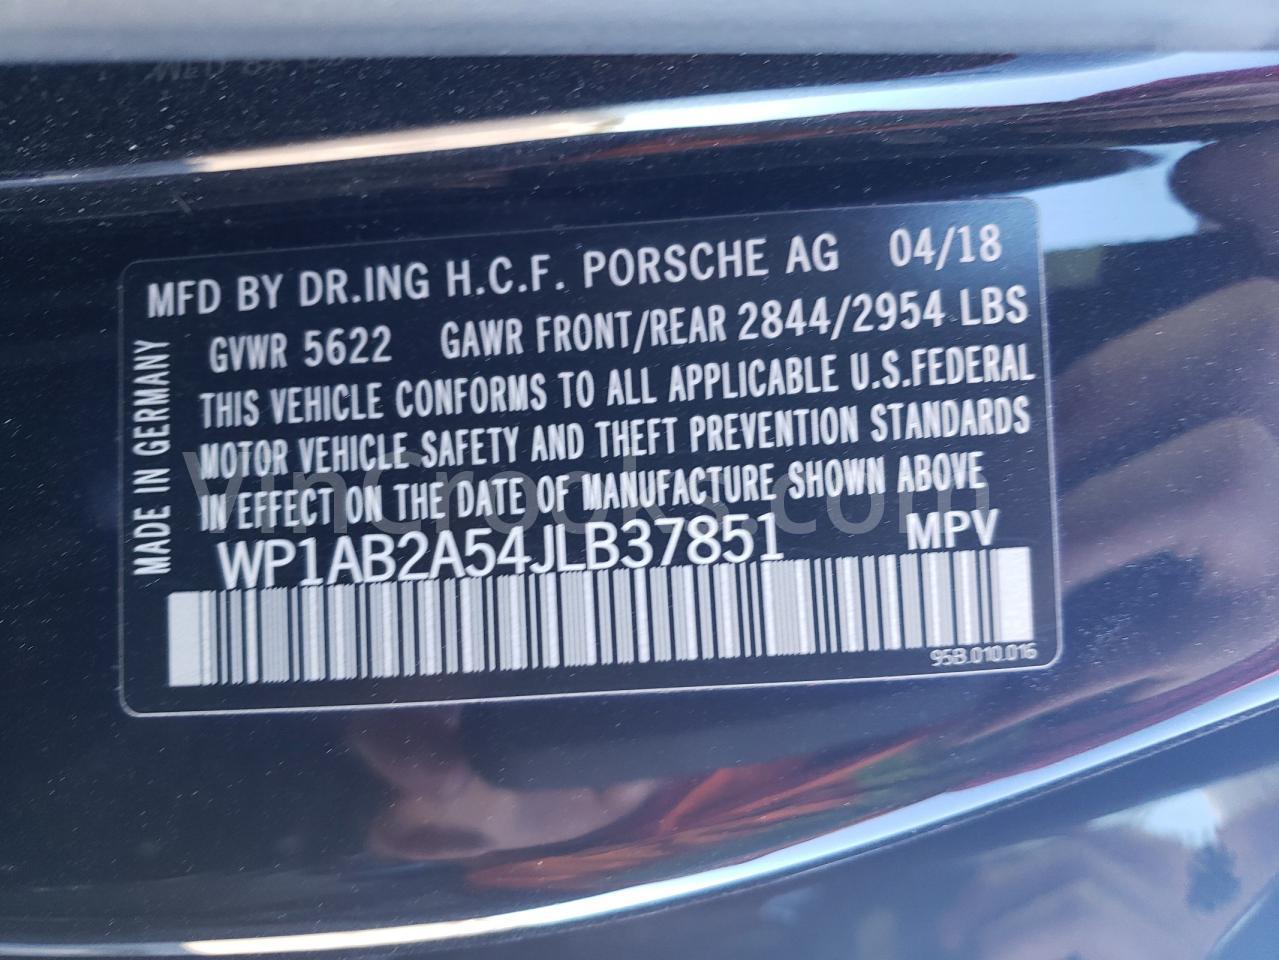 MFD BY DR.ING H.C.F. PORSCHE AG 04/18
GVWR 5622 GAWR FRONT/REAR 2844/2954 LBS
THIS VEHICLE CONFORMS TO ALL APPLICABLE U.S.FEDERAL
MOTOR VEHICLE SAFETY AND THEFT PREVENTION STANDARDS
IN EFFECT ON THE DATE OF MANUFACTURE SHOWN ABOVE
WP1AB2A54JLB37851 MPV
95B.010.016
MADE IN GERMANY
VinCrooks.com